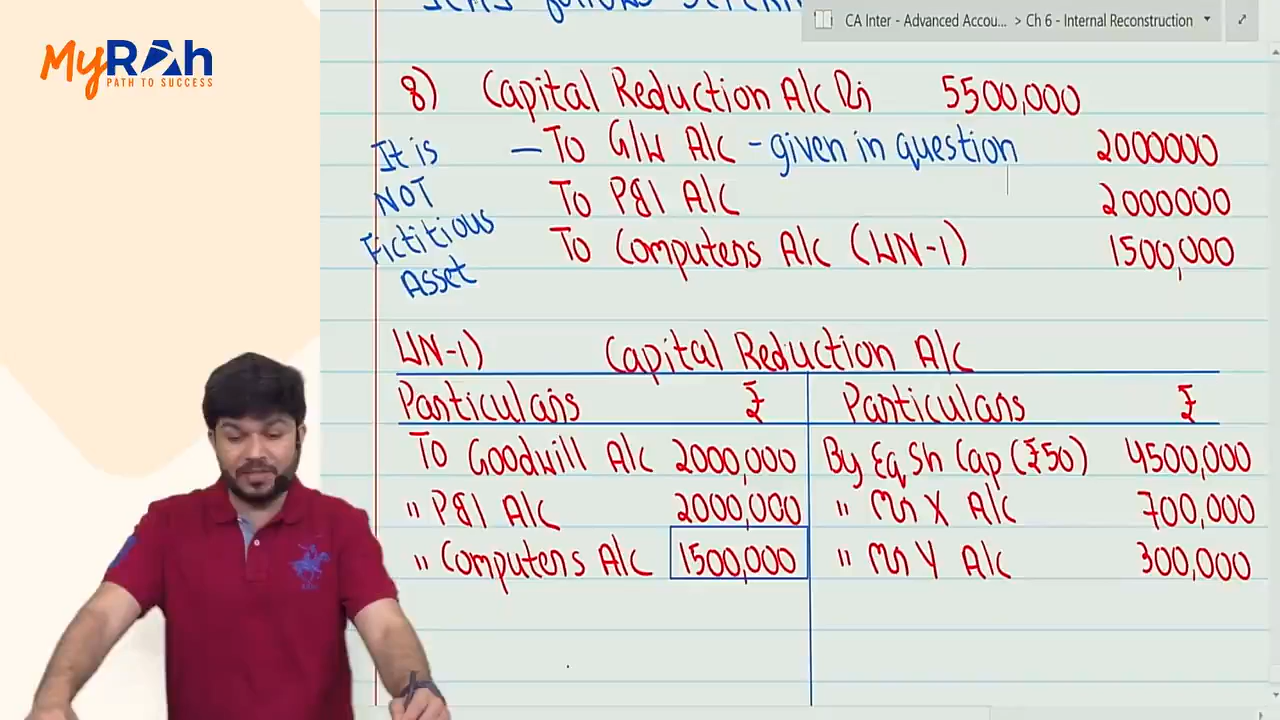 MyRAh
PATH TO SUCCESS
CA Inter - Advanced Accou... > Ch 6 - Internal Reconstruction
8) Capital Reduction A/c Dr 5500,000
It is NOT Fictitious Asset
— To G/W A/c - given in question 2000000
To P&L A/c 2000000
To Computers A/c (WN-1) 1500,000
WN-1) Capital Reduction A/c
Particulars ₹ Particulars ₹
To Goodwill A/c 2000,000 By Eq Sh Cap (₹50) 4500,000
" P&L A/c 2000,000 " Mr X A/c 700,000
" Computers A/c 1500,000 " Mr Y A/c 300,000